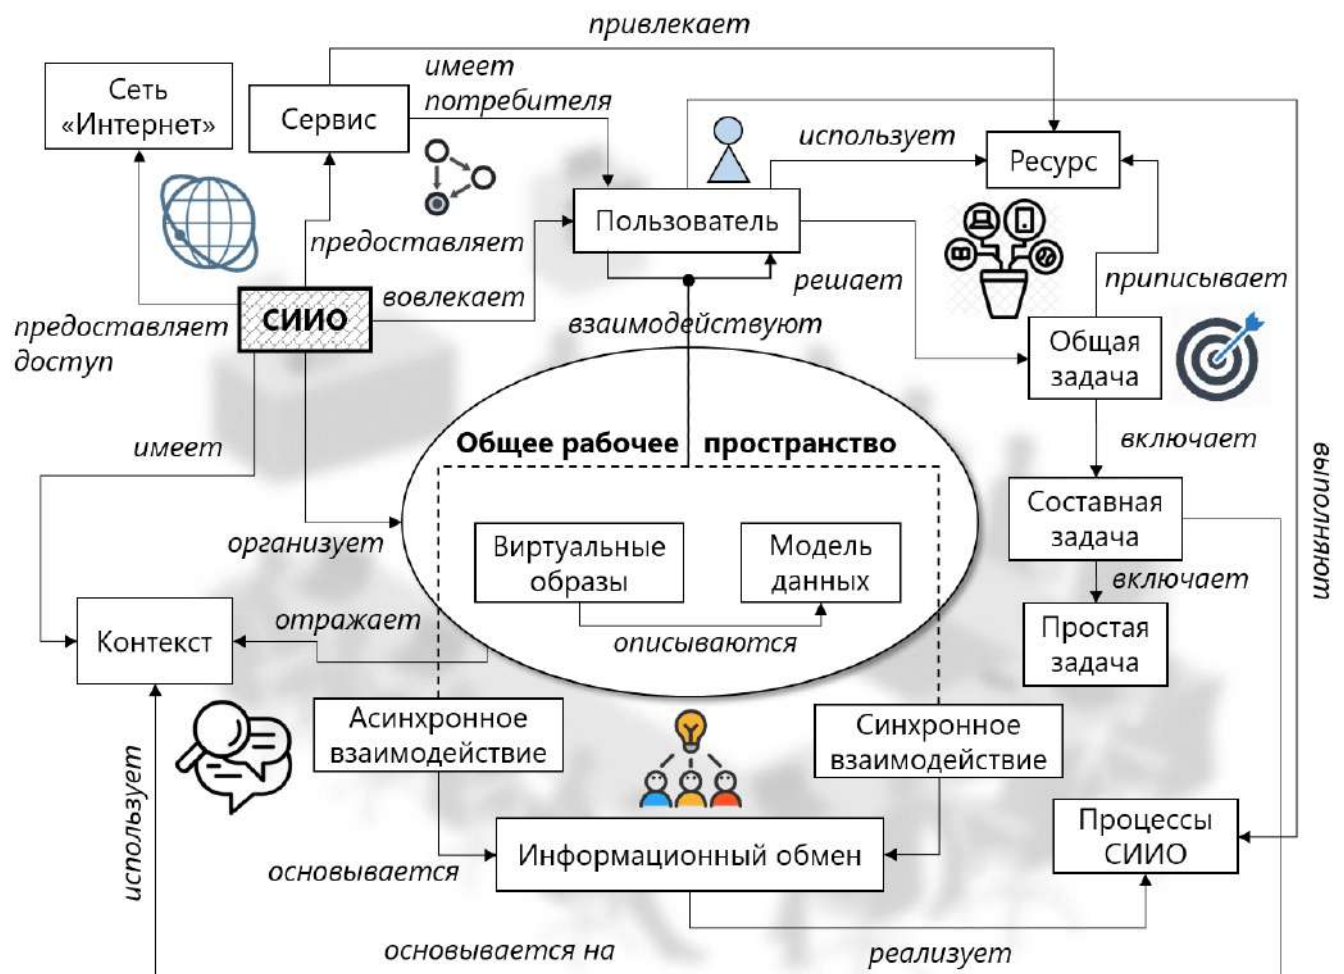 привлекает
имеет
потребителя
Сеть
«Интернет»
Сервис
использует
Ресурс
Пользователь
предоставляет
решает
приписывает
вовлекает
СИИО
взаимодействуют
предоставляет
доступ
Общая
задача
имеет
Общее рабочее пространство
включает
выполняют
Составная
задача
организует
Виртуальные
образы
Модель
данных
включает
отражает
описываются
Контекст
Простая
задача
Асинхронное
взаимодействие
Синхронное
взаимодействие
использует
Процессы
СИИО
Информационный обмен
основывается
основывается на
реализует